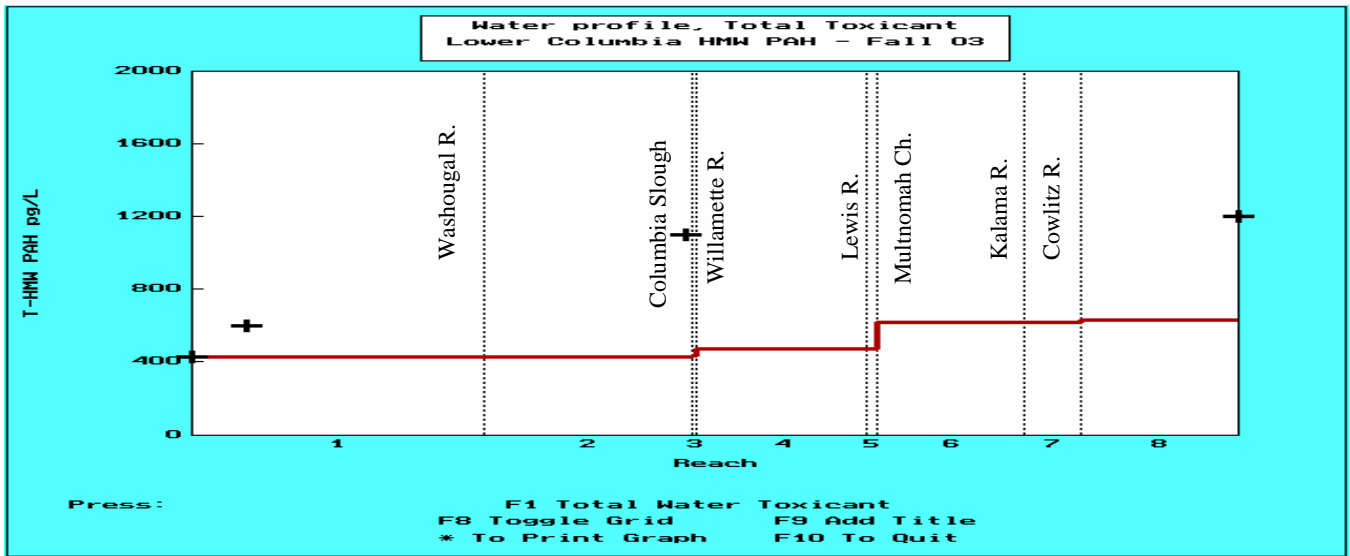 Water profile, Total Toxicant
Lower Columbia HMW PAH - Fall 03
T-HMW PAH pg/L
2000
1600
1200
800
400
0
Washougal R.
Columbia Slough
Willamette R.
Lewis R.
Multnomah Ch.
Kalama R.
Cowlitz R.
1 2 3 4 5 6 7 8
Reach
Press: F1 Total Water Toxicant
F8 Toggle Grid F9 Add Title
* To Print Graph F10 To Quit